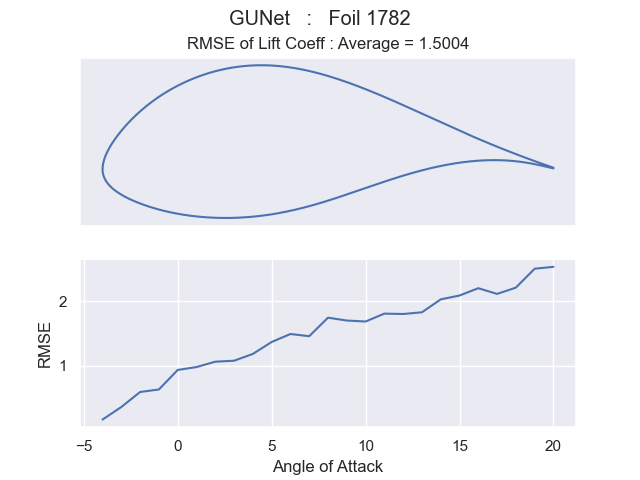 GUNet   :   Foil 1782
RMSE of Lift Coeff : Average = 1.5004
2
1
RMSE
−5 0 5 10 15 20
Angle of Attack